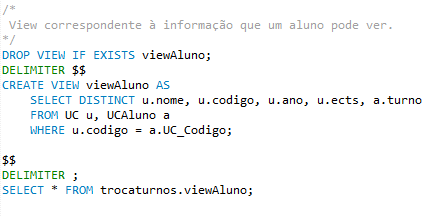 /*
 View correspondente à informação que um aluno pode ver.
*/
DROP VIEW IF EXISTS viewAluno;
DELIMITER $$
CREATE VIEW viewAluno AS
    SELECT DISTINCT u.nome, u.codigo, u.ano, u.ects, a.turno
    FROM UC u, UCAluno a
    WHERE u.codigo = a.UC_Codigo;

$$
DELIMITER ;
SELECT * FROM trocaturnos.viewAluno;